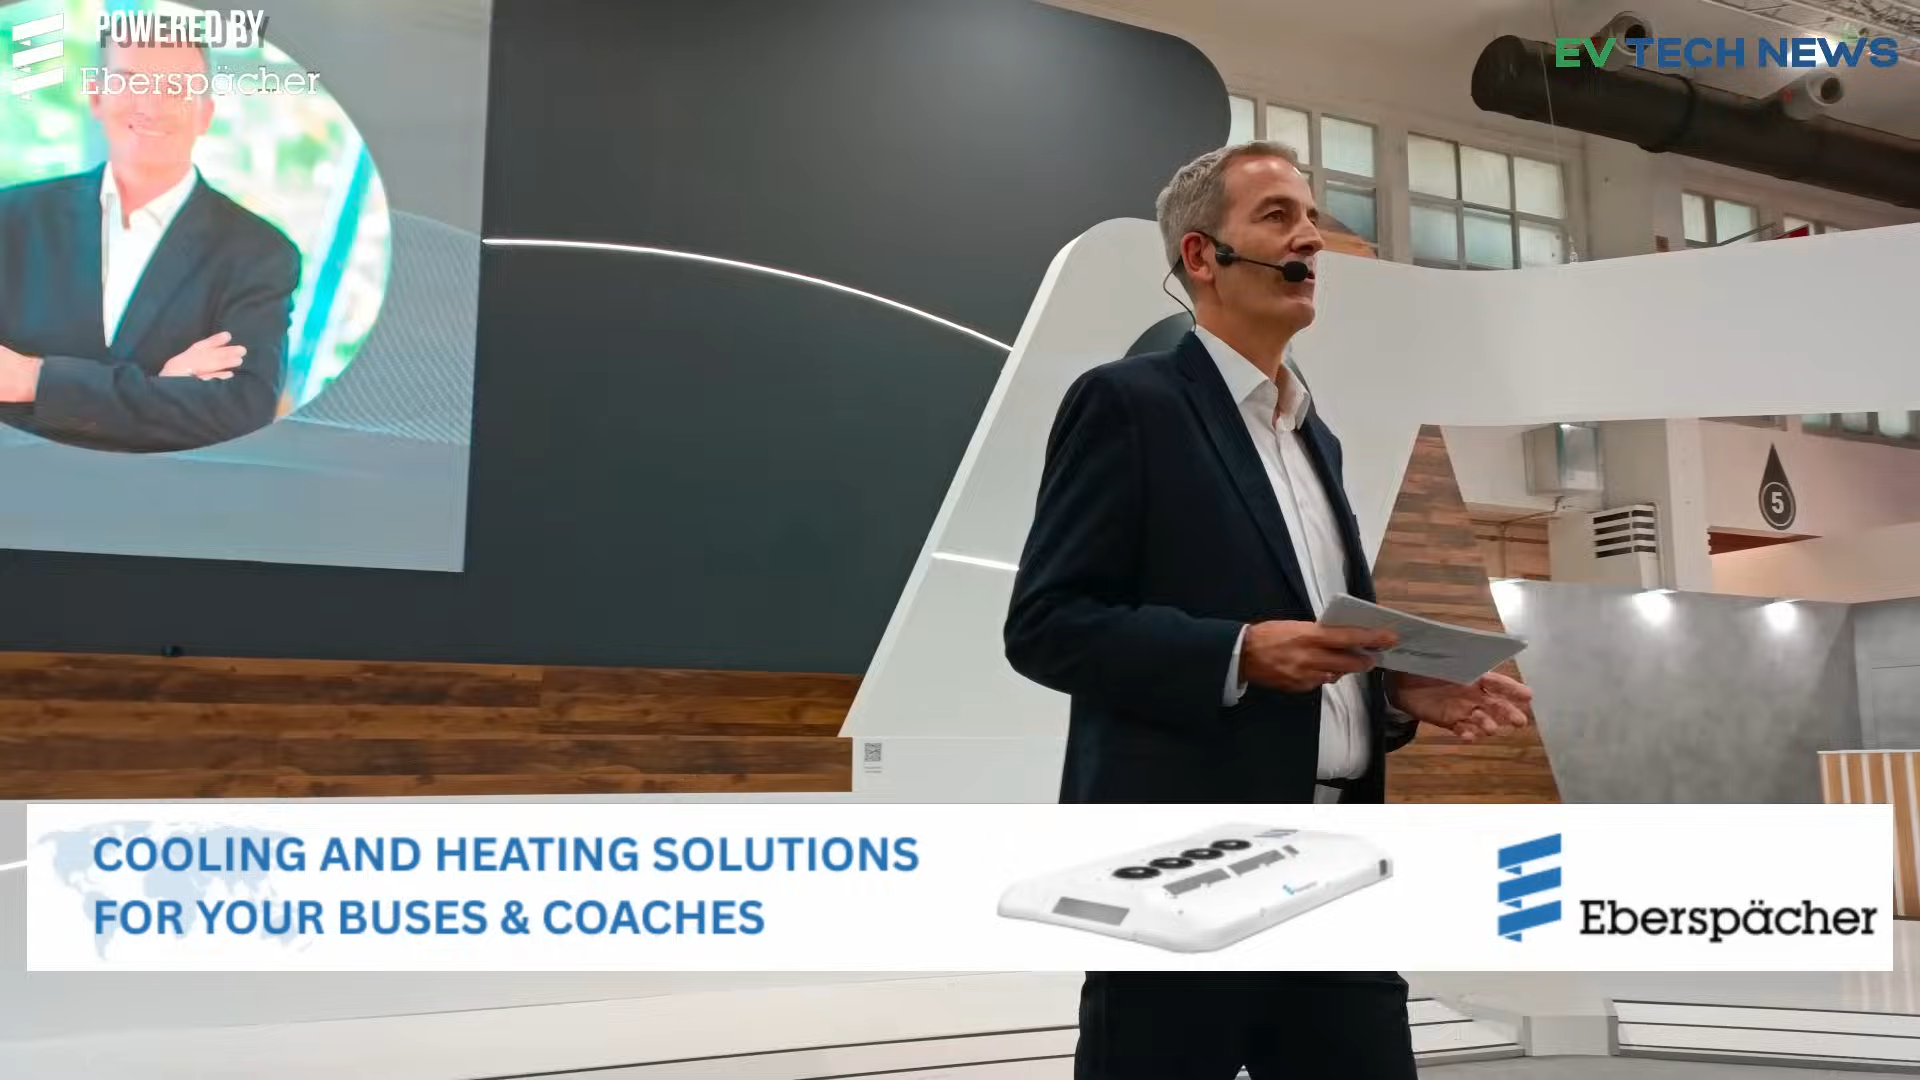 POWERED BY
Eberspächer
EV TECH NEWS
5
COOLING AND HEATING SOLUTIONS
FOR YOUR BUSES & COACHES
Eberspächer